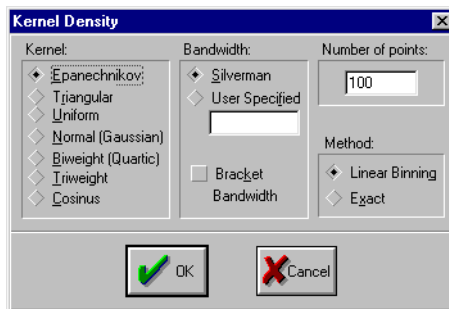 Kernel Density
Kernel:
Epanechnikov
Triangular
Uniform
Normal (Gaussian)
Biweight (Quartic)
Triweight
Cosinus
Bandwidth:
Silverman
User Specified
Bracket
Bandwidth
Number of points:
100
Method:
Linear Binning
Exact
OK
Cancel